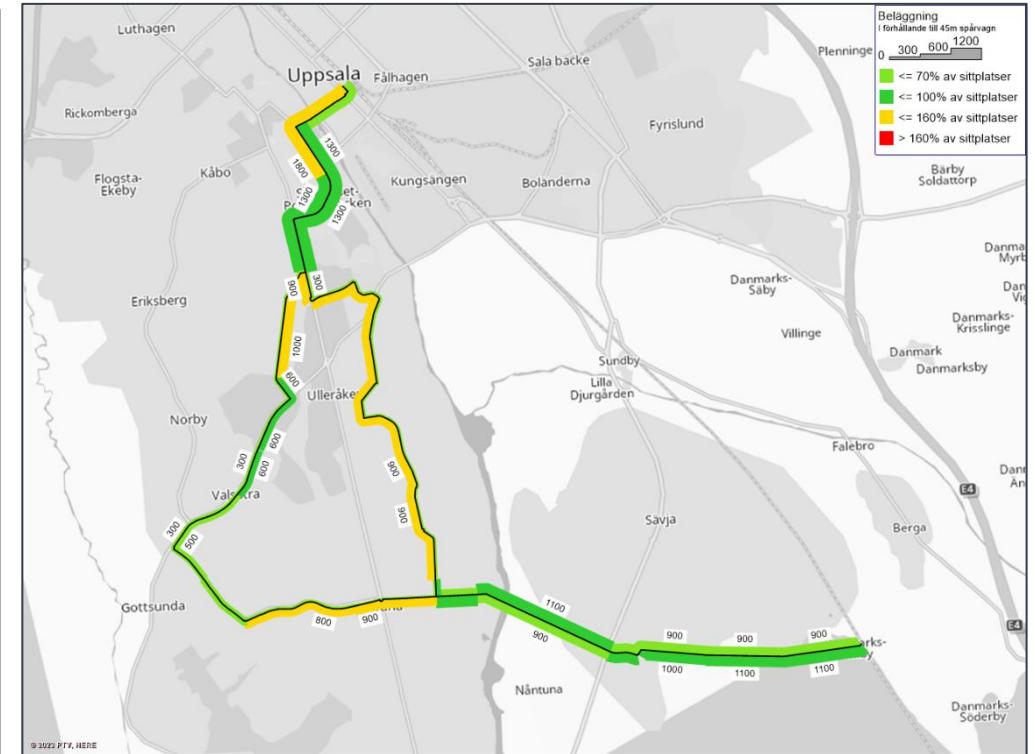 Beläggning
I förhållande till 45m spårvagn
0 300 600 1200
<= 70% av sittplatser
<= 100% av sittplatser
<= 160% av sittplatser
> 160% av sittplatser
Luthagen
Plenninge
Sala backe
Uppsala
Fålhagen
Rickomberga
Fyrislund
1300
Bärby
Soldattorp
Flogsta-
Ekeby
Kåbo
1800
Kungsängen
Bolanderna
1300
1300
Danmarks-
Säby
900
300
Eriksberg
Danmarks-
Krisslinge
Villinge
1000
Danmark
Danmarksby
Sundby
Lilla
Djurgården
600
Norby
Falebro
600
300
600
900
E4
900
Sävja
Berga
300
500
Gottsunda
1100
E4
800
900
900
900
900
900
1000
1100
1100
Nåntuna
Danmarks-
Söderby
© 2023 PTV, HERE